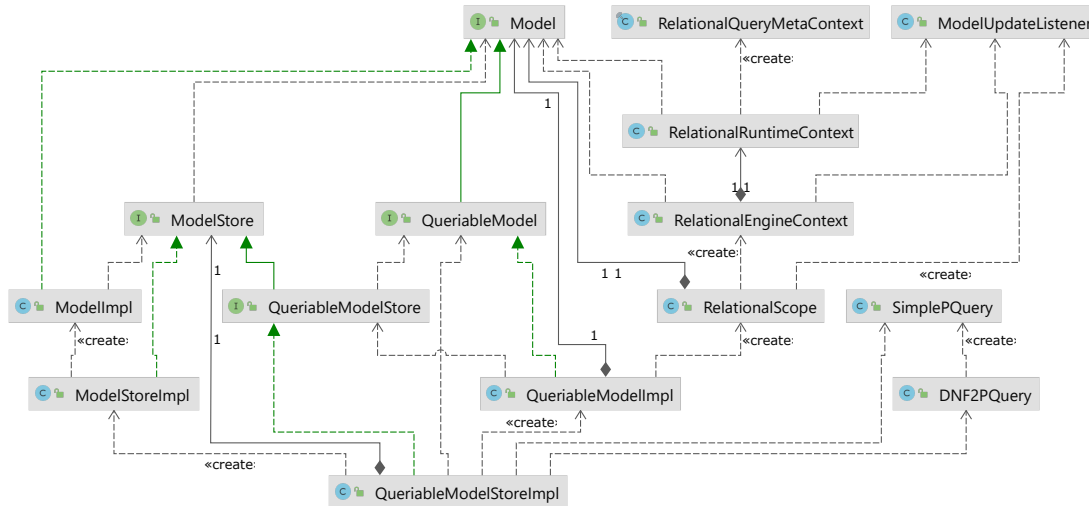 I Model
C RelationalQueryMetaContext
C ModelUpdateListener
«create:
1
C RelationalRuntimeContext
1 1
I ModelStore
I QueriableModel
C RelationalEngineContext
1
1 1
«create:
«create:
C ModelImpl
I QueriableModelStore
C RelationalScope
C SimplePQuery
1
1
«create:
«create:
«create:
C ModelStoreImpl
C QueriableModelImpl
C DNF2PQuery
«create:
«create:
C QueriableModelStoreImpl